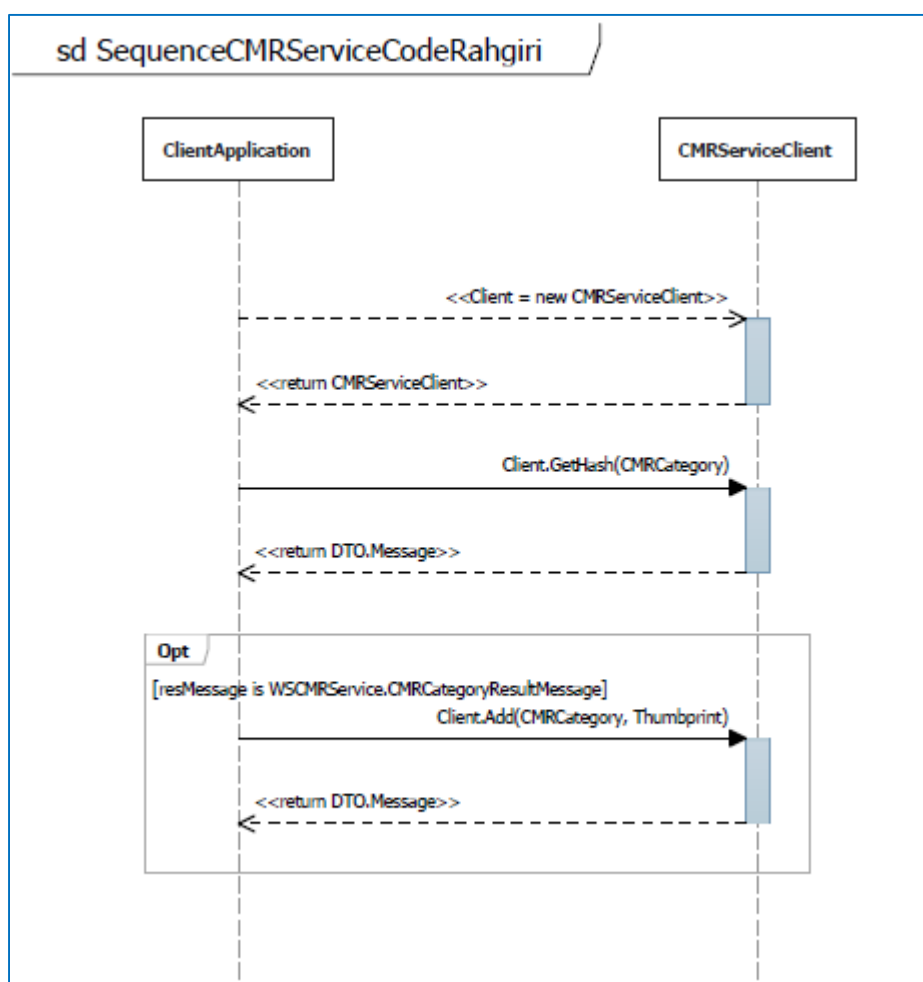 sd SequenceCMRServiceCodeRahgiri
ClientApplication
CMRServiceClient
<<Client = new CMRServiceClient>>
<<return CMRServiceClient>>
Client.GetHash(CMRCategory)
<<return DTO.Message>>
Opt
[resMessage is WSCMRService.CMRCategoryResultMessage]
Client.Add(CMRCategory, Thumbprint)
<<return DTO.Message>>